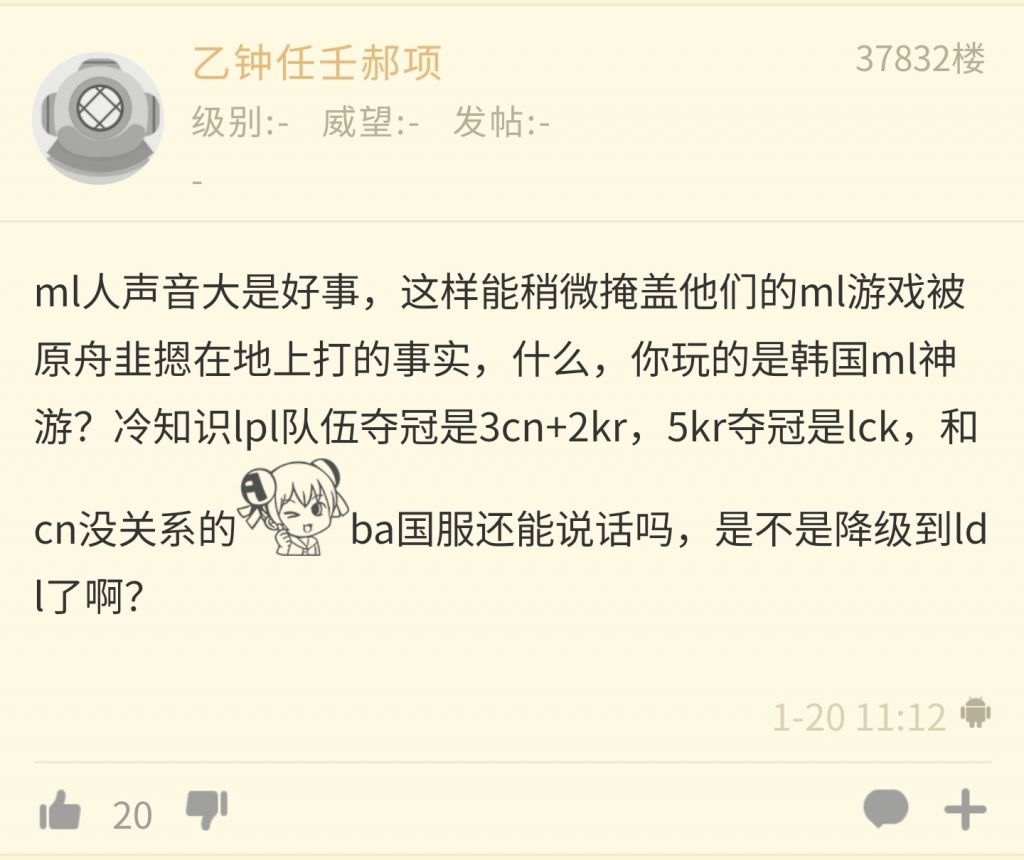 乙钟任壬郝项
37832楼
级别:- 威望:- 发帖:-
-
ml人声音大是好事，这样能稍微掩盖他们的ml游戏被
原舟韭摁在地上打的事实，什么，你玩的是韩国ml神
游？冷知识lpl队伍夺冠是3cn+2kr，5kr夺冠是lck，和
cn没关系的ba国服还能说话吗，是不是降级到ld
l了啊？
1-20 11:12
20